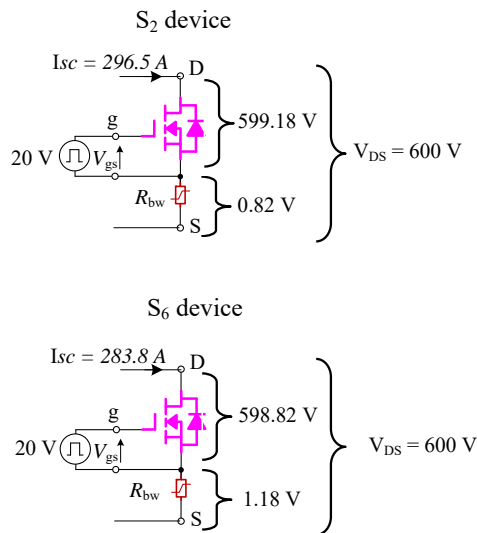 S₂ device
Isc = 296.5 A
D
g
599.18 V
20 V
Vgs
VDS = 600 V
Rbw
0.82 V
S
S₆ device
Isc = 283.8 A
D
g
598.82 V
20 V
Vgs
VDS = 600 V
Rbw
1.18 V
S